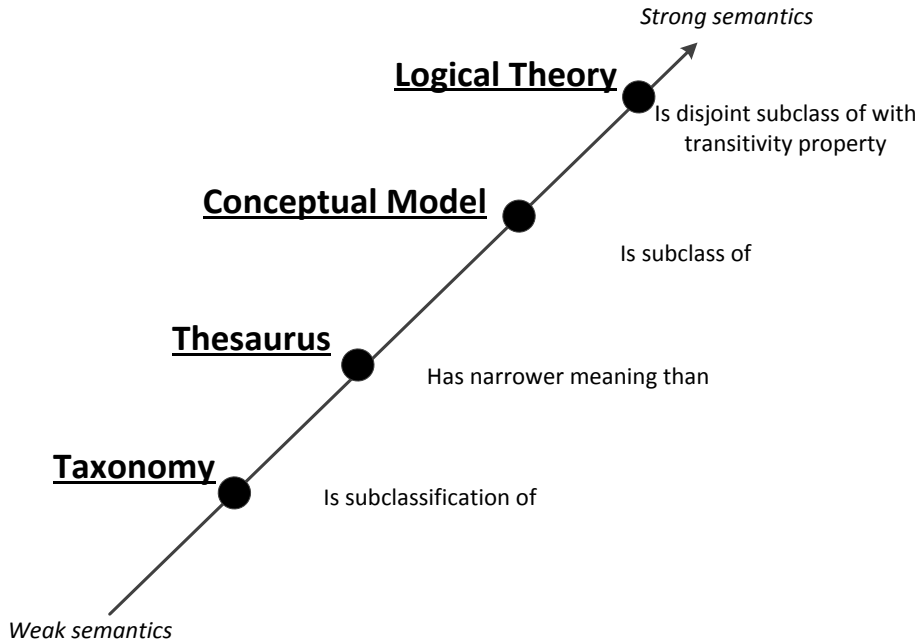 Strong semantics
Logical Theory
Is disjoint subclass of with
transitivity property
Conceptual Model
Is subclass of
Thesaurus
Has narrower meaning than
Taxonomy
Is subclassification of
Weak semantics